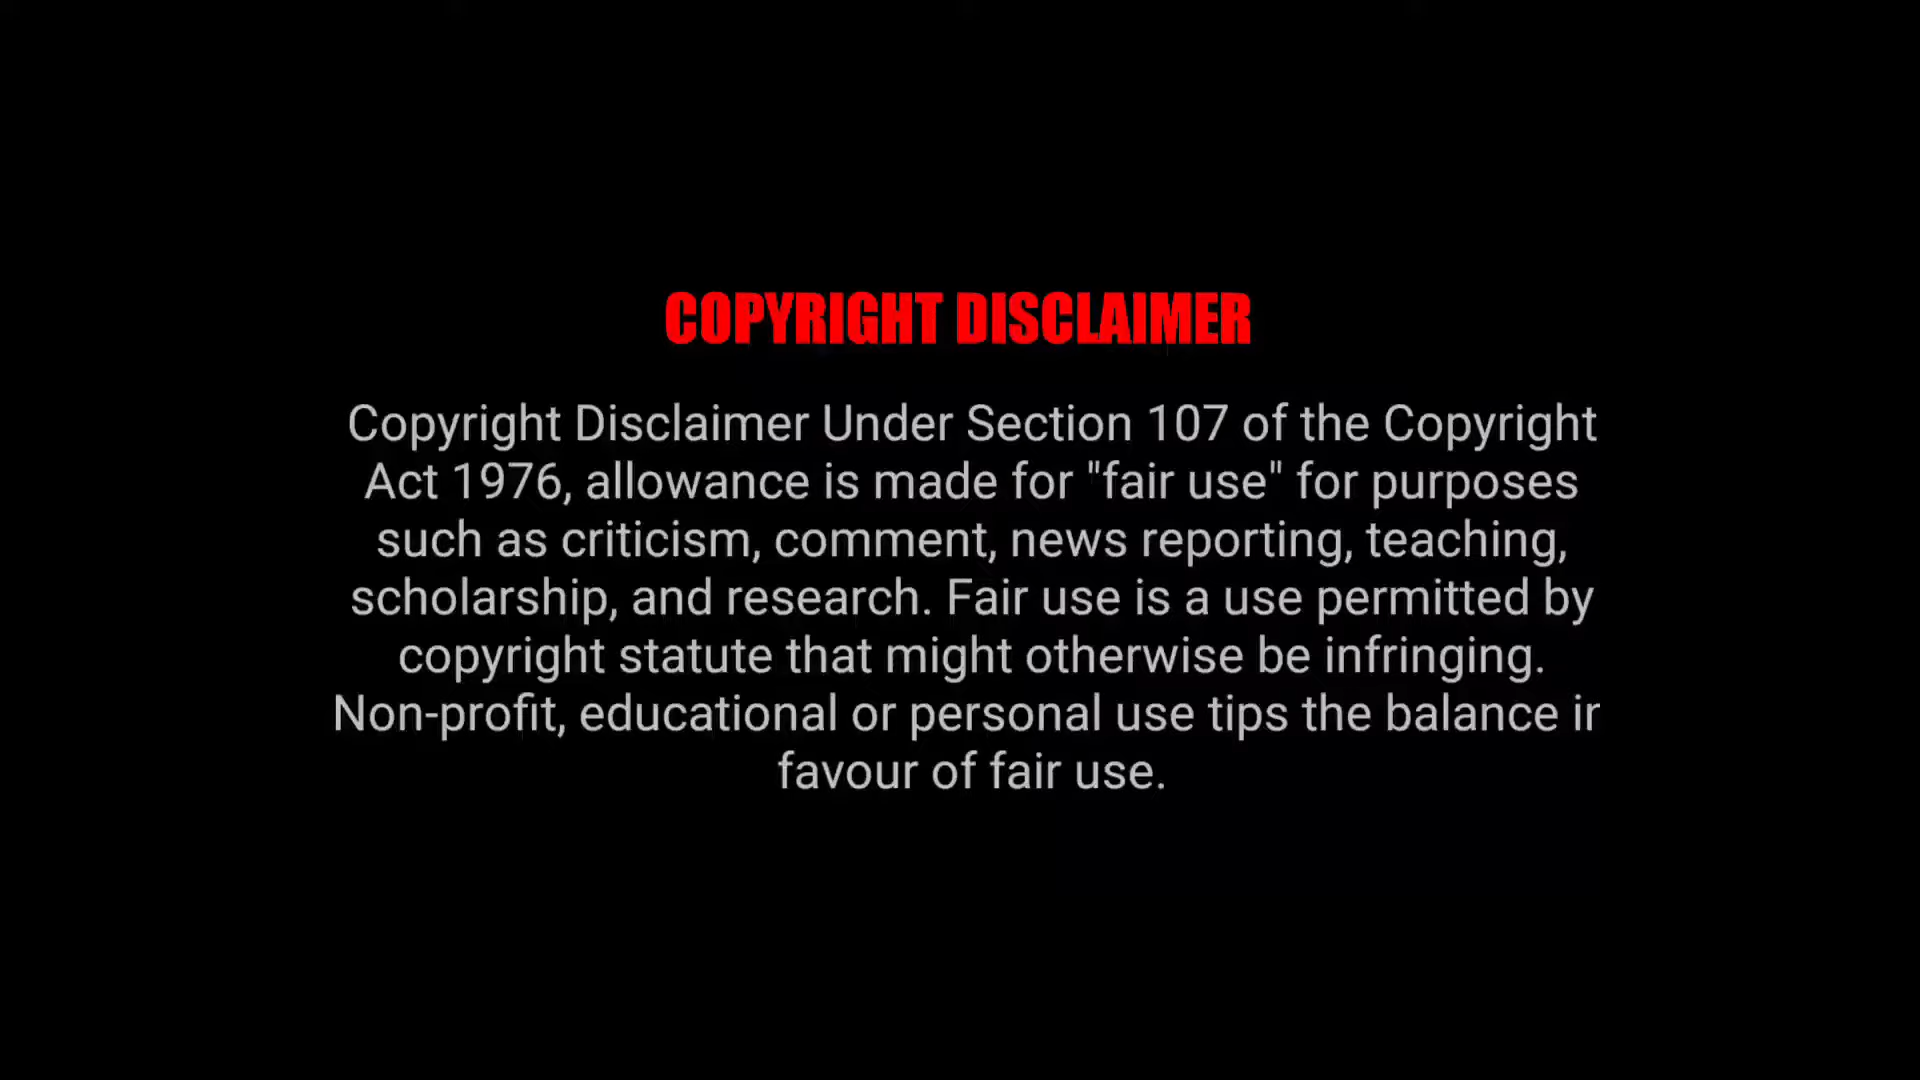 COPYRIGHT DISCLAIMER
Copyright Disclaimer Under Section 107 of the Copyright
Act 1976, allowance is made for "fair use" for purposes
such as criticism, comment, news reporting, teaching,
scholarship, and research. Fair use is a use permitted by
copyright statute that might otherwise be infringing.
Non-profit, educational or personal use tips the balance in
favour of fair use.